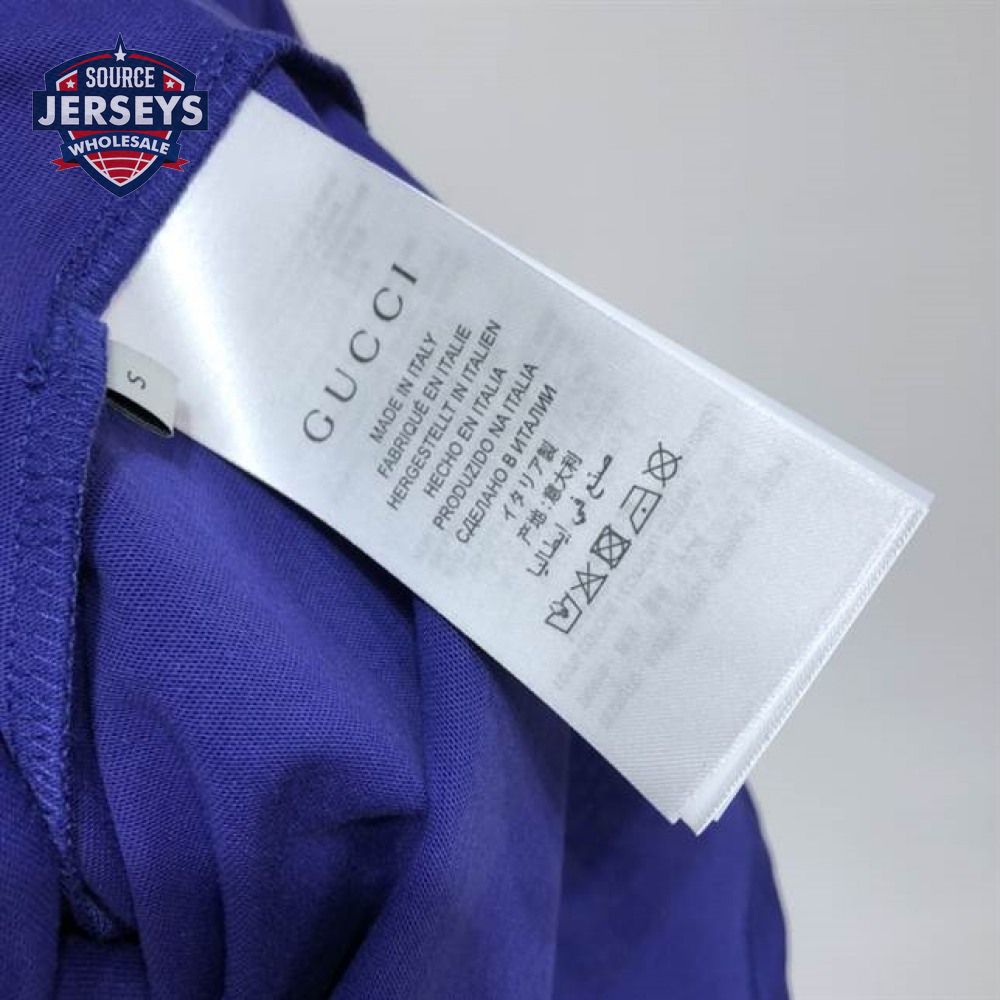 SOURCE
JERSEYS
WHOLESALE
S
GUCCI
MADE IN ITALY
FABRIQUÉ EN ITALIE
HERGESTELLT IN ITALIEN
HECHO EN ITALIA
PRODUZIDO NA ITALIA
СДЕЛАНО В ИТАЛИИ
イタリア製
产地:意大利
صنع في إيطاليا